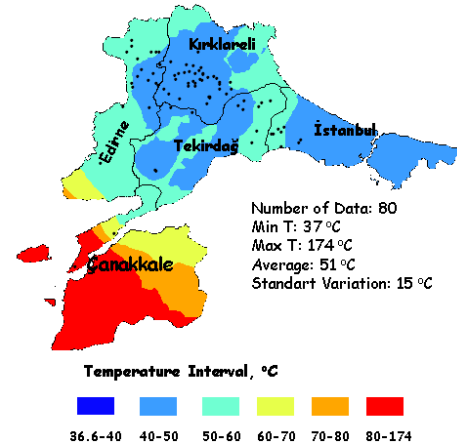 Kırklareli
Edirne
Tekirdağ
İstanbul
Çanakkale
Number of Data: 80
Min T: 37 °C
Max T: 174 °C
Average: 51 °C
Standart Variation: 15 °C
Temperature Interval, °C
36.6-40 40-50 50-60 60-70 70-80 80-174